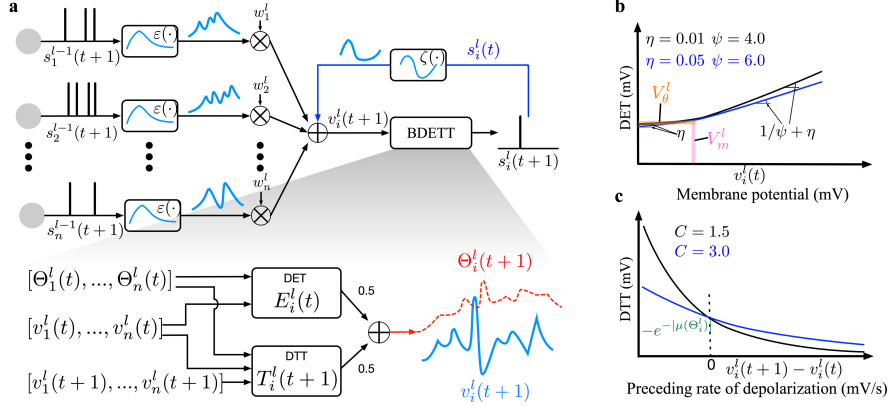 a
s_1^{l-1}(t+1)
ε(·)
w_1^l
s_2^{l-1}(t+1)
ε(·)
w_2^l
s_n^{l-1}(t+1)
ε(·)
w_n^l
ζ(·)
s_i^l(t)
v_i^l(t+1)
BDETT
s_i^l(t+1)
[Θ_1^l(t), ..., Θ_n^l(t)]
[v_1^l(t), ..., v_n^l(t)]
[v_1^l(t+1), ..., v_n^l(t+1)]
DET
E_i^l(t)
DTT
T_i^l(t+1)
0.5
0.5
Θ_i^l(t+1)
v_i^l(t+1)
b
η = 0.01 ψ = 4.0
η = 0.05 ψ = 6.0
DET (mV)
V_θ^l
η
V_m^l
1/ψ + η
v_i^l(t)
Membrane potential (mV)
c
C = 1.5
C = 3.0
DTT (mV)
−e^{−|μ(Θ_i^l)|}
0
v_i^l(t+1) − v_i^l(t)
Preceding rate of depolarization (mV/s)